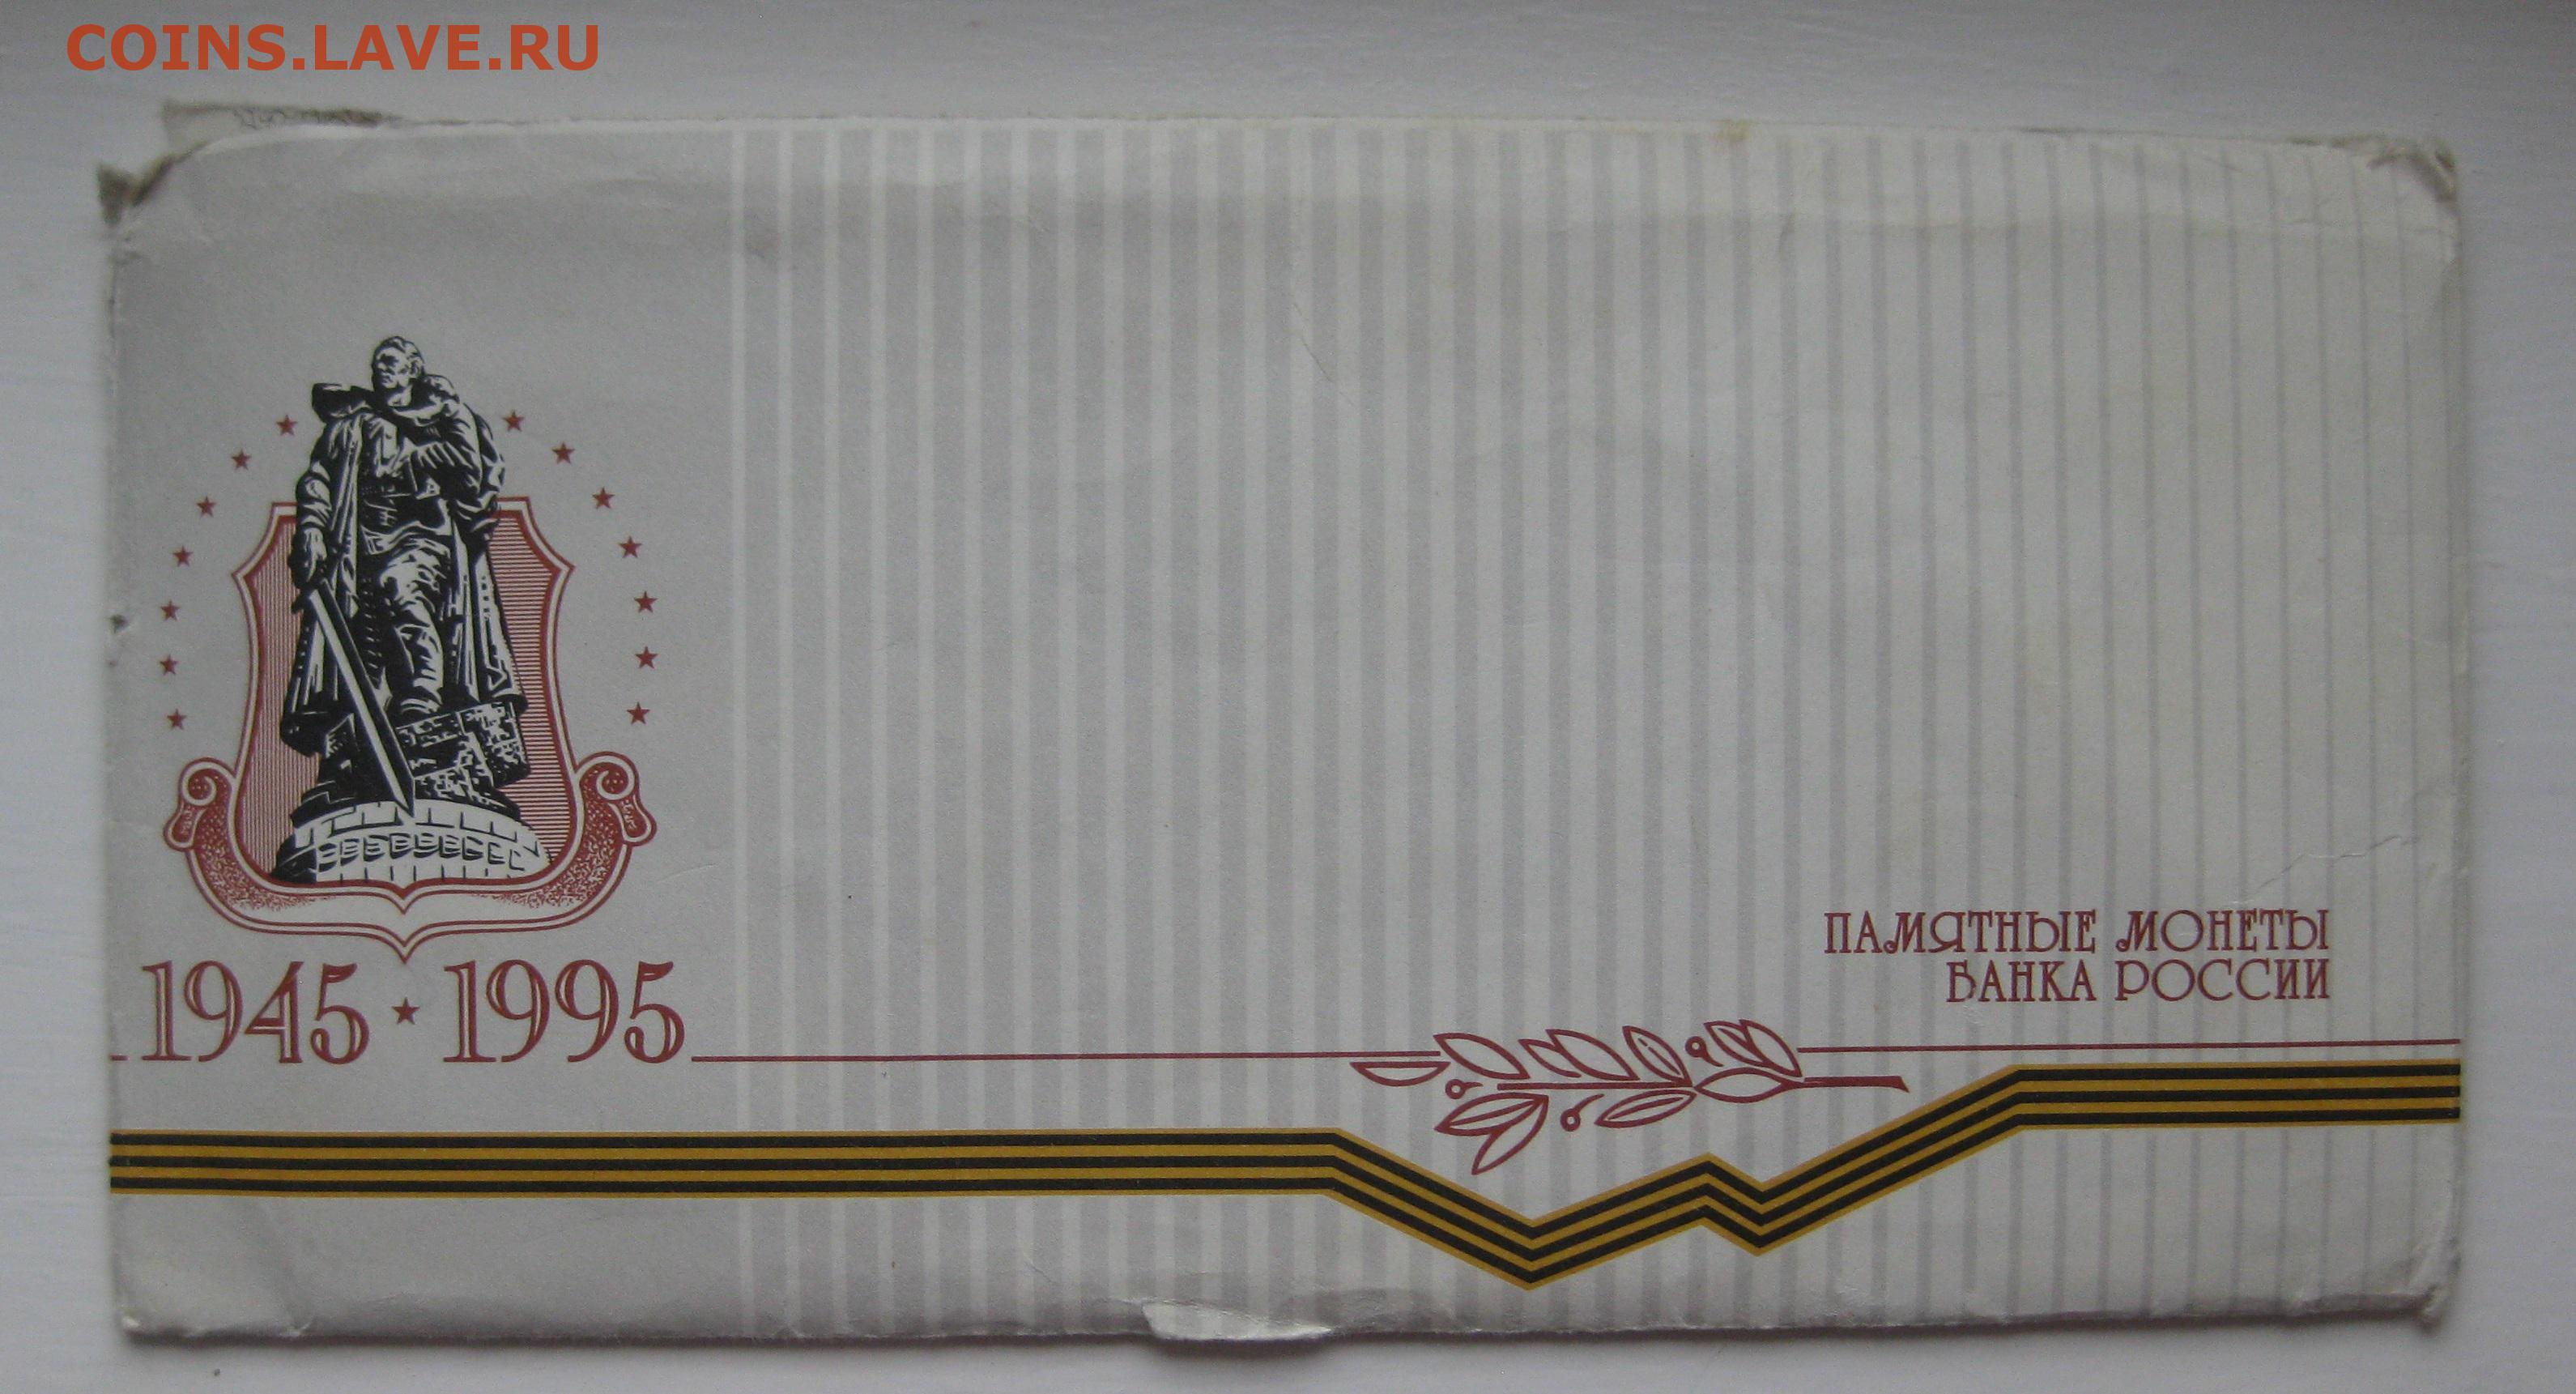 COINS.LAVE.RU
1945 ★ 1995
ПАМЯТНЫЕ МОНЕТЫ
БАНКА РОССИИ